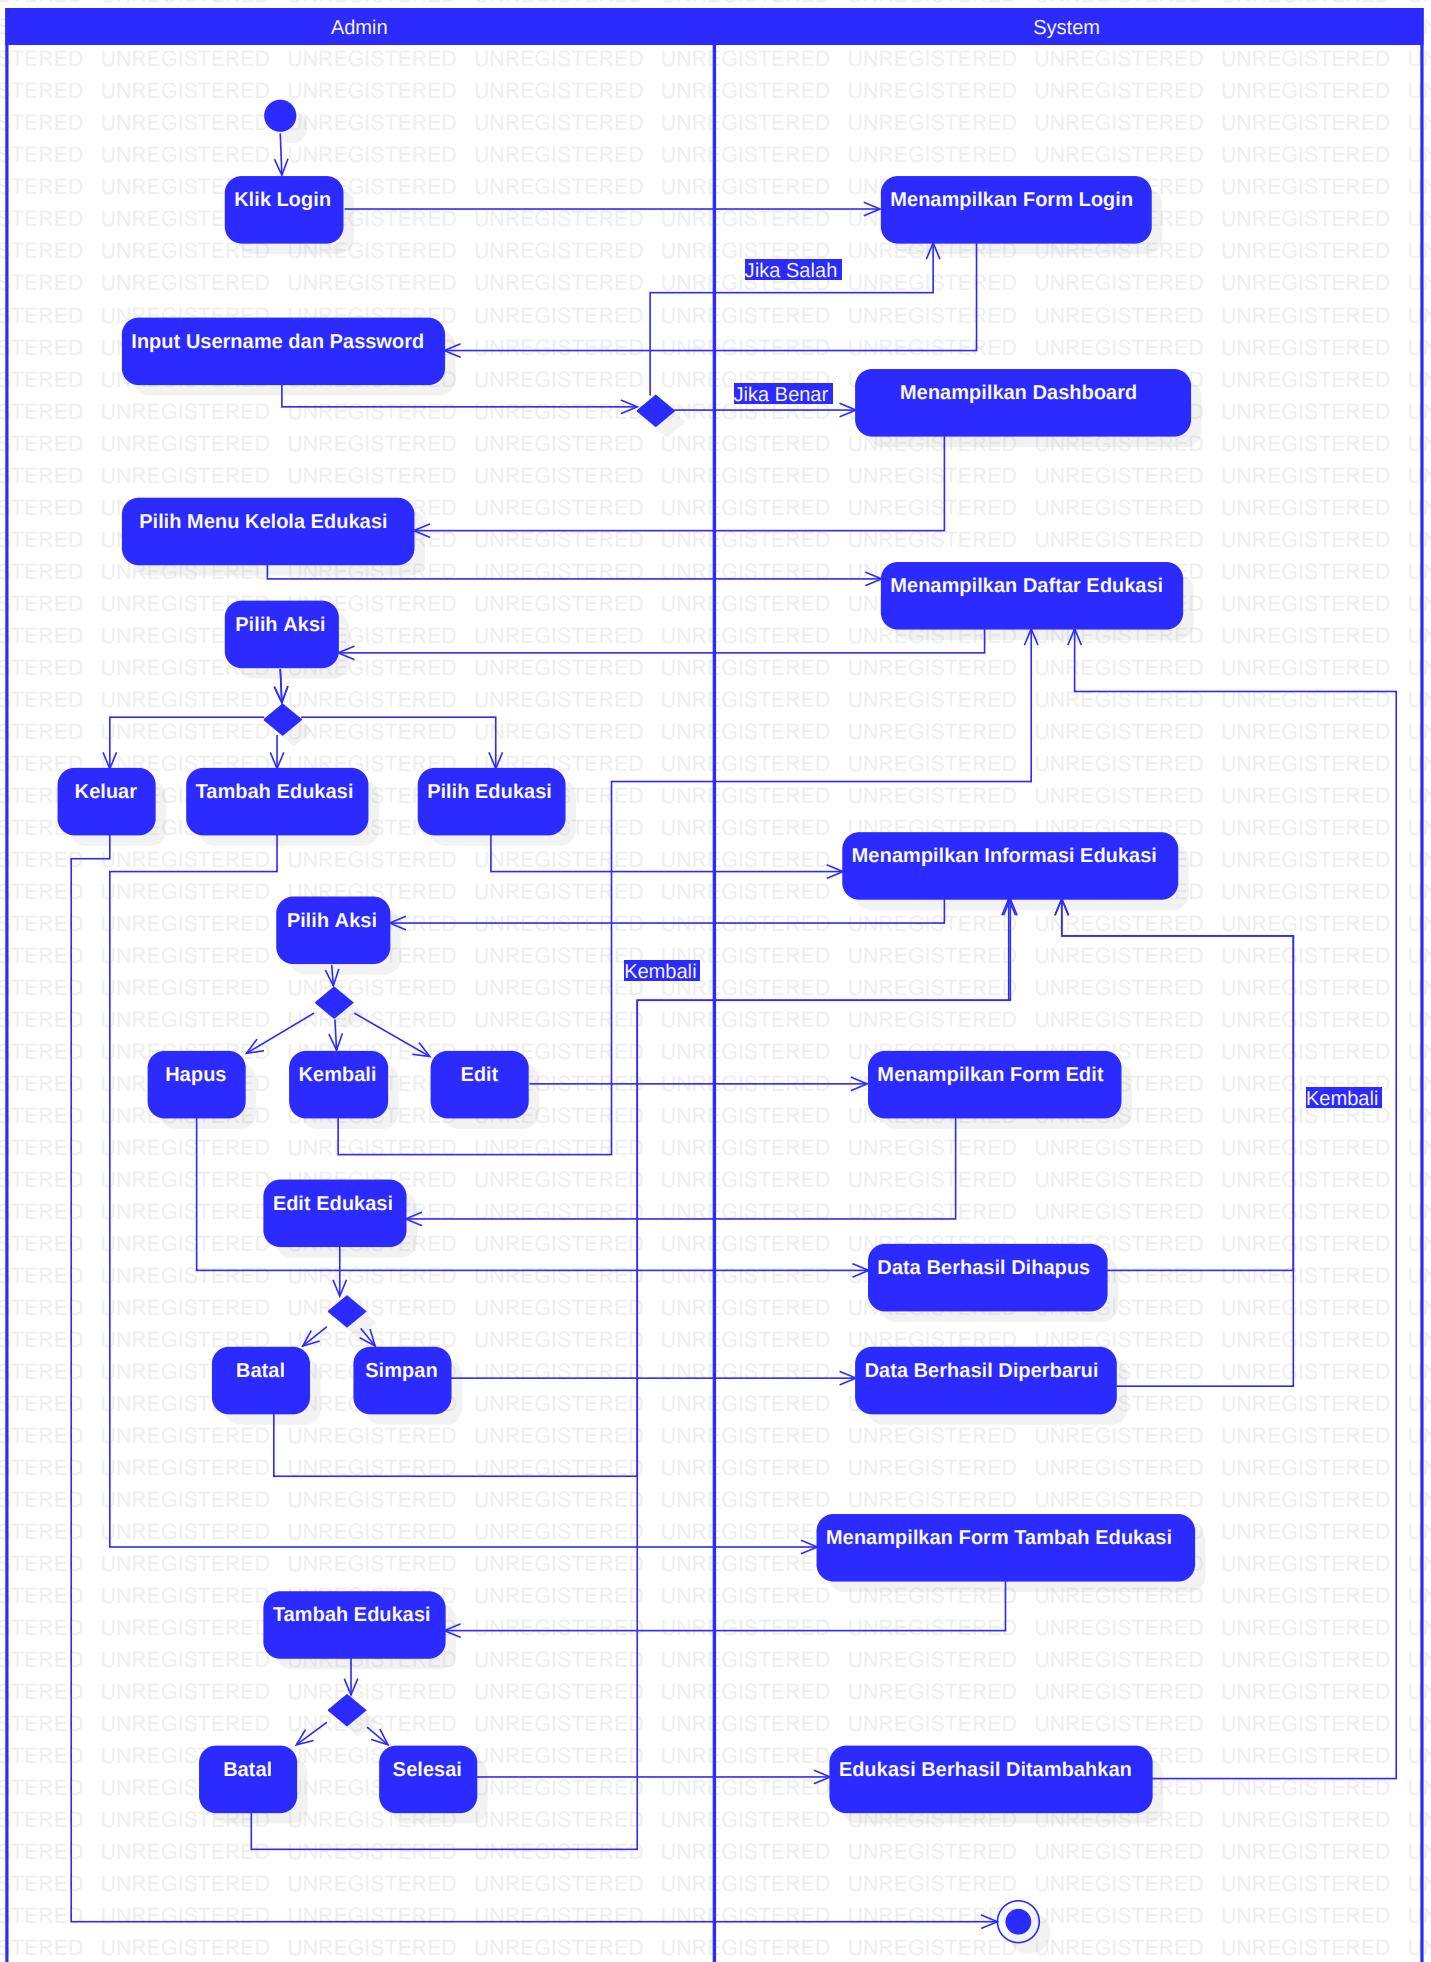 Admin
System
Klik Login
Menampilkan Form Login
Jika Salah
Input Username dan Password
Jika Benar
Menampilkan Dashboard
Pilih Menu Kelola Edukasi
Menampilkan Daftar Edukasi
Pilih Aksi
Keluar
Tambah Edukasi
Pilih Edukasi
Menampilkan Informasi Edukasi
Pilih Aksi
Kembali
Hapus
Kembali
Edit
Menampilkan Form Edit
Kembali
Edit Edukasi
Data Berhasil Dihapus
Batal
Simpan
Data Berhasil Diperbarui
Menampilkan Form Tambah Edukasi
Tambah Edukasi
Batal
Selesai
Edukasi Berhasil Ditambahkan
UNREGISTERED